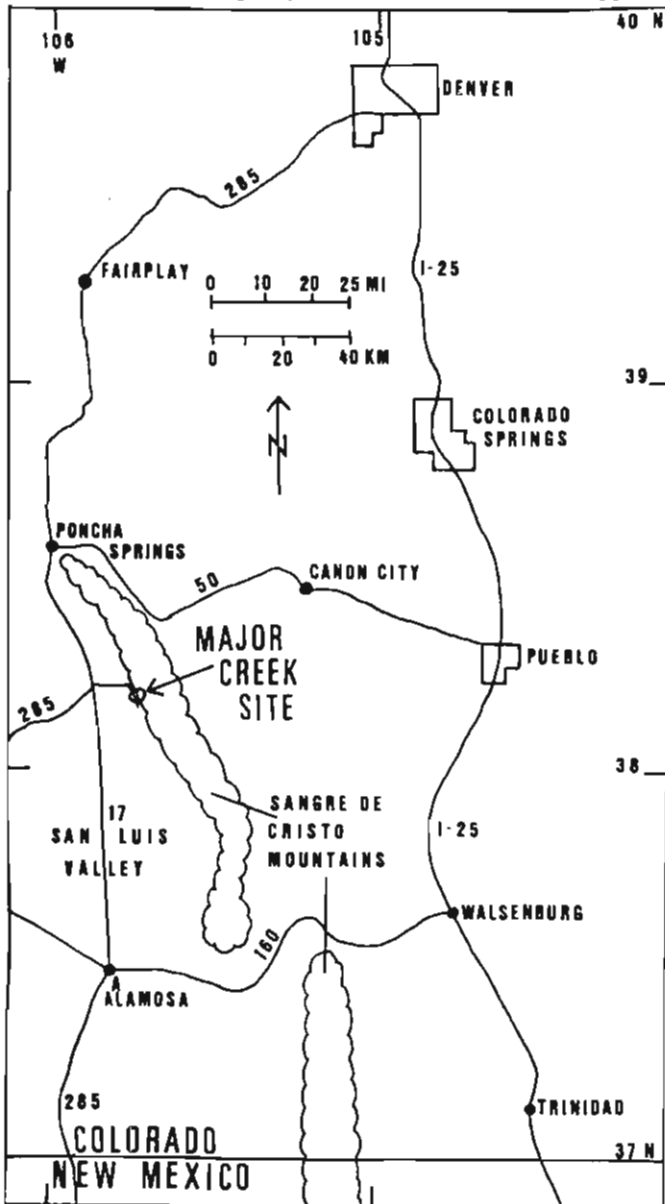 106
W
105
40 N
DENVER
285
FAIRPLAY
0 10 20 25 MI
I-25
0 20 40 KM
39
N
COLORADO
SPRINGS
PONCHA
SPRINGS
50
CANON CITY
MAJOR
CREEK
SITE
PUEBLO
285
38
17
SAN LUIS
VALLEY
SANGRE DE
CRISTO
MOUNTAINS
I-25
WALSENBURG
160
A
ALAMOSA
285
TRINIDAD
COLORADO
NEW MEXICO
37 N